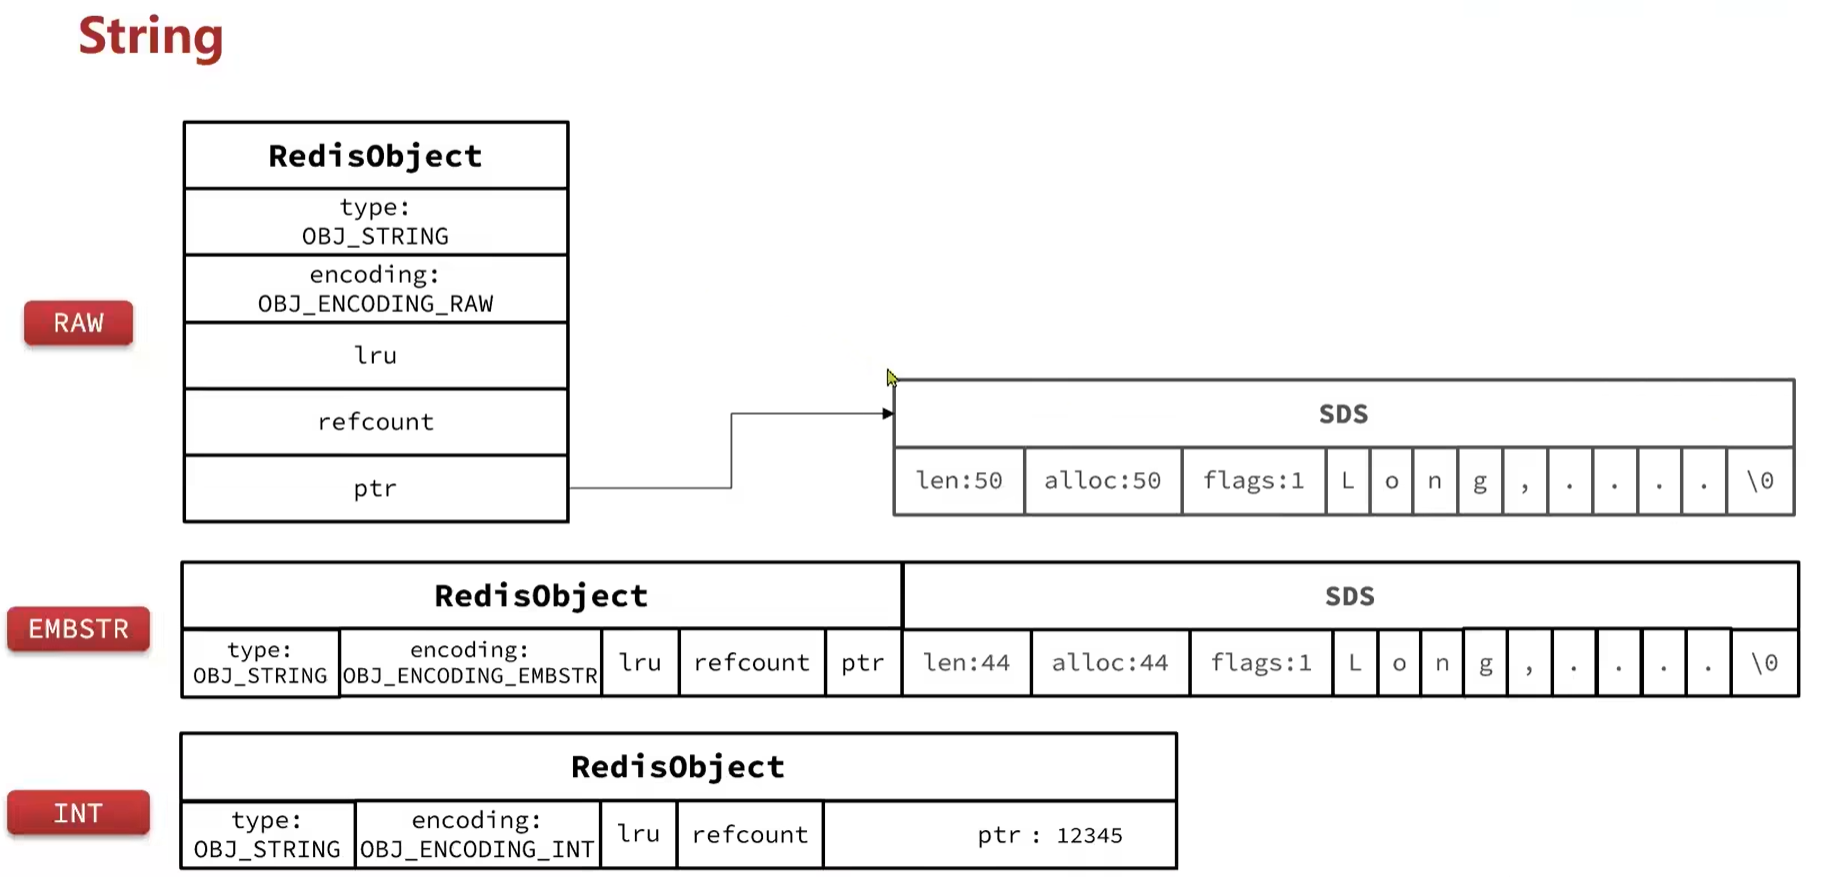 String
RedisObject
type:
OBJ_STRING
encoding:
OBJ_ENCODING_RAW
RAW
lru
refcount
ptr
SDS
len:50 alloc:50 flags:1 L o n g , . . . . \0
RedisObject SDS
EMBSTR
type:
OBJ_STRING
encoding:
OBJ_ENCODING_EMBSTR
lru refcount ptr len:44 alloc:44 flags:1 L o n g , . . . . \0
RedisObject
INT
type:
OBJ_STRING
encoding:
OBJ_ENCODING_INT
lru refcount ptr : 12345